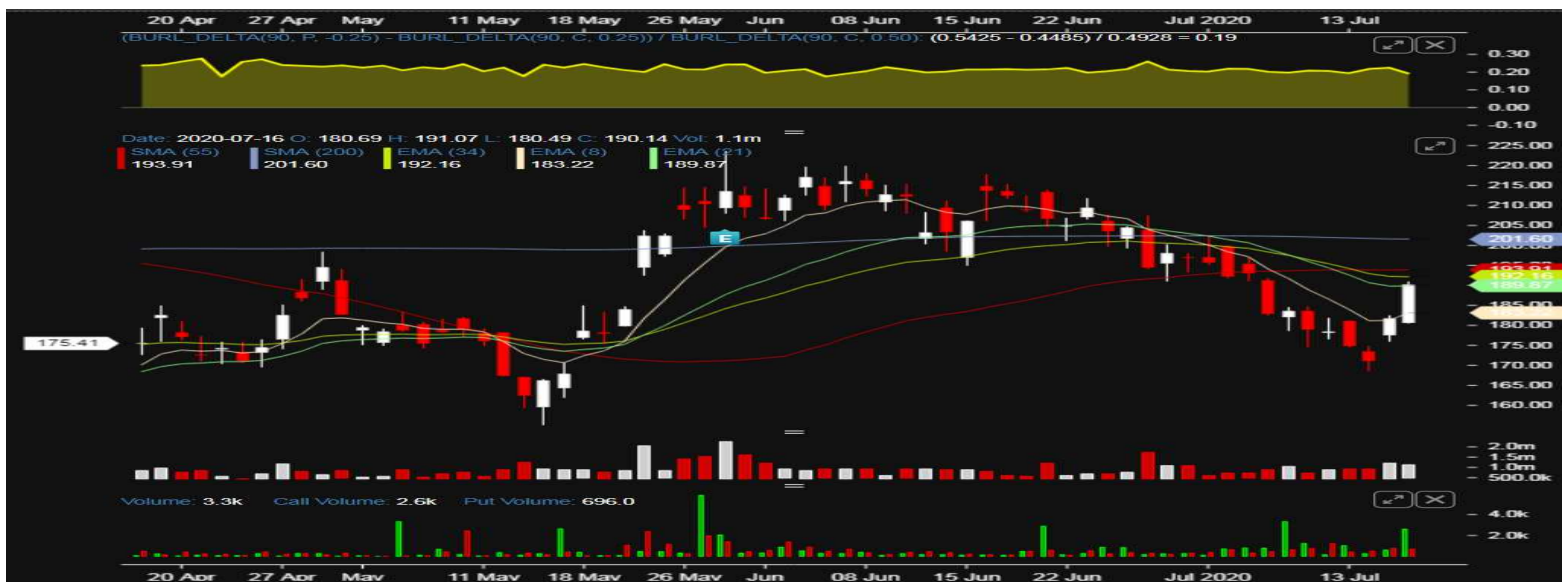 20 Apr 27 Apr May 11 May 18 May 26 May Jun 08 Jun 15 Jun 22 Jun Jul 2020 13 Jul
(BURL_DELTA(90, P, -0.25) - BURL_DELTA(90, C, 0.25)) / BURL_DELTA(90, C, 0.50): (0.5425 - 0.4485) / 0.4928 = 0.19
0.30
0.20
0.10
0.00
-0.10
Date: 2020-07-16 O: 180.69 H: 191.07 L: 180.49 C: 190.14 Vol: 1.1m
SMA (55) SMA (200) EMA (34) EMA (8) EMA (21)
193.91 201.60 192.16 183.22 189.87
225.00
220.00
215.00
210.00
205.00
E
201.60
193.91
192.16
189.87
185.00
180.00
175.41
175.00
170.00
165.00
160.00
2.0m
1.5m
1.0m
500.0k
Volume: 3.3k Call Volume: 2.6k Put Volume: 696.0
4.0k
2.0k
20 Apr 27 Apr May 11 May 18 May 26 May Jun 08 Jun 15 Jun 22 Jun Jul 2020 13 Jul